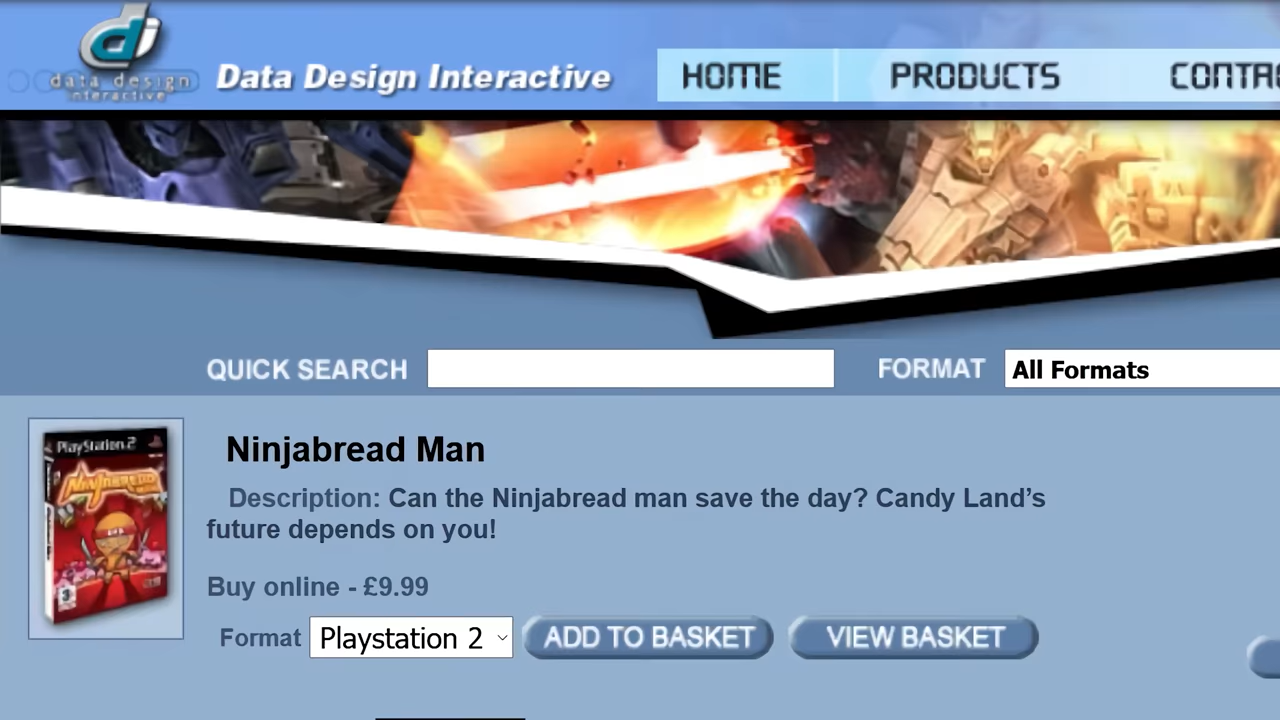 data design
interactive
Data Design Interactive
HOME
PRODUCTS
QUICK SEARCH
FORMAT
All Formats
PlayStation 2
NINJABREAD
Ninjabread Man
Description: Can the Ninjabread man save the day? Candy Land’s
future depends on you!
Buy online - £9.99
Format
Playstation 2
ADD TO BASKET
VIEW BASKET